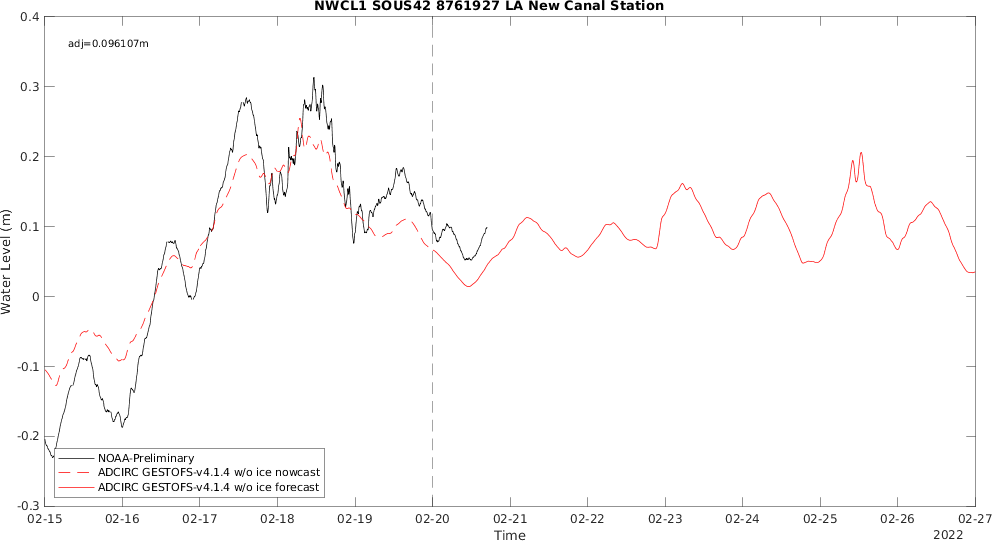 NWCL1 SOUS42 8761927 LA New Canal Station
adj=0.096107m
Water Level (m)
0.4
0.3
0.2
0.1
0
-0.1
-0.2
-0.3
NOAA-Preliminary
ADCIRC GESTOFS-v4.1.4 w/o ice nowcast
ADCIRC GESTOFS-v4.1.4 w/o ice forecast
02-15 02-16 02-17 02-18 02-19 02-20 02-21 02-22 02-23 02-24 02-25 02-26 02-27
Time
2022